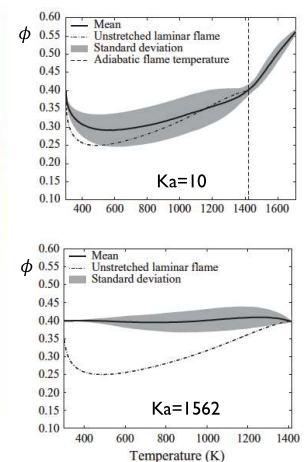 0.60
Mean
0.55
Unstretched laminar flame
ϕ
0.50
Standard deviation
Adiabatic flame temperature
0.45
0.40
0.35
0.30
0.25
0.20
Ka=10
0.15
0.10
400 600 800 1000 1200 1400 1600
0.60
Mean
0.55
Unstretched laminar flame
ϕ
0.50
Standard deviation
0.45
0.40
0.35
0.30
0.25
0.20
Ka=1562
0.15
0.10
400 600 800 1000 1200 1400
Temperature (K)